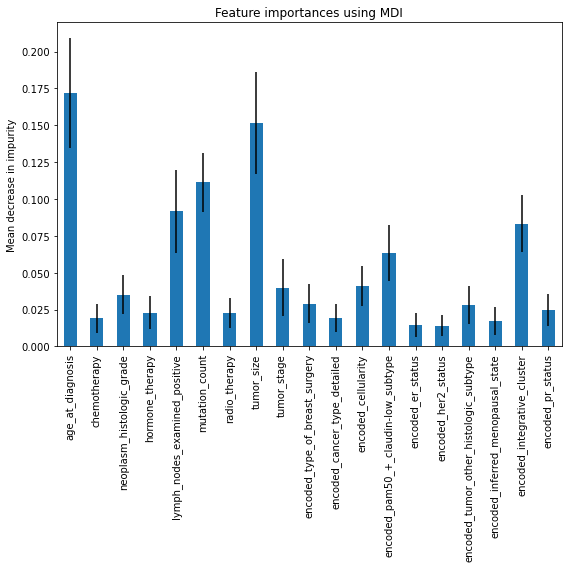 Feature importances using MDI
Mean decrease in impurity
0.200
0.175
0.150
0.125
0.100
0.075
0.050
0.025
0.000
age_at_diagnosis
chemotherapy
neoplasm_histologic_grade
hormone_therapy
lymph_nodes_examined_positive
mutation_count
radio_therapy
tumor_size
tumor_stage
encoded_type_of_breast_surgery
encoded_cancer_type_detailed
encoded_cellularity
encoded_pam50_+_claudin-low_subtype
encoded_er_status
encoded_her2_status
encoded_tumor_other_histologic_subtype
encoded_inferred_menopausal_state
encoded_integrative_cluster
encoded_pr_status